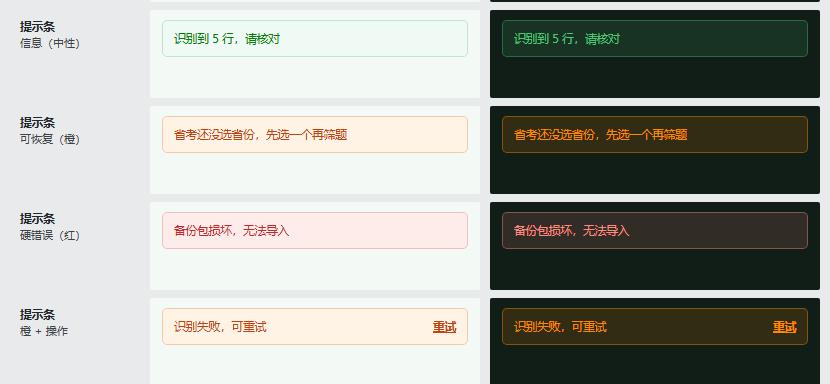 提示条
信息（中性）
识别到 5 行，请核对
识别到 5 行，请核对
提示条
可恢复（橙）
省考还没选省份，先选一个再筛题
省考还没选省份，先选一个再筛题
提示条
硬错误（红）
备份包损坏，无法导入
备份包损坏，无法导入
提示条
橙 + 操作
识别失败，可重试 重试
识别失败，可重试 重试